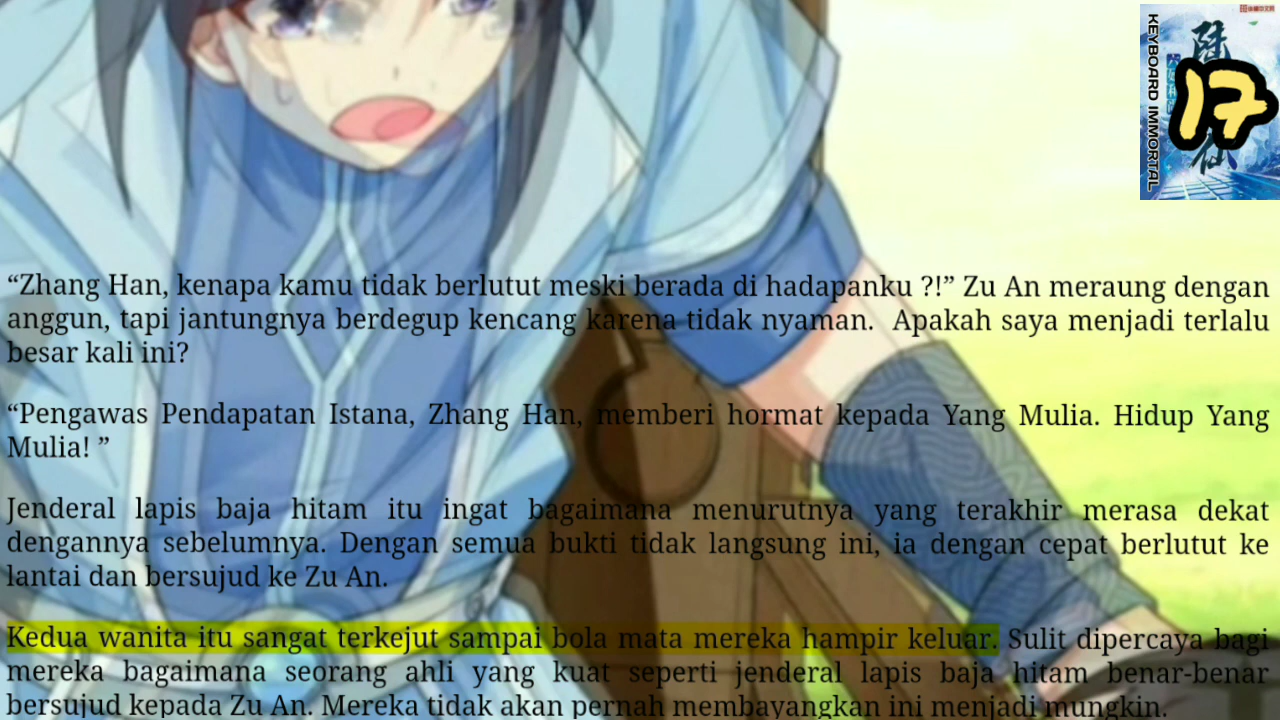 “Zhang Han, kenapa kamu tidak berlutut meski berada di hadapanku ?!” Zu An meraung dengan
anggun, tapi jantungnya berdegup kencang karena tidak nyaman.  Apakah saya menjadi terlalu
besar kali ini?
“Pengawas Pendapatan Istana, Zhang Han, memberi hormat kepada Yang Mulia. Hidup Yang
Mulia! ”
Jenderal lapis baja hitam itu ingat bagaimana menurutnya yang terakhir merasa dekat
dengannya sebelumnya. Dengan semua bukti tidak langsung ini, ia dengan cepat berlutut ke
lantai dan bersujud ke Zu An.
Kedua wanita itu sangat terkejut sampai bola mata mereka hampir keluar. Sulit dipercaya bagi
mereka bagaimana seorang ahli yang kuat seperti jenderal lapis baja hitam benar-benar
bersujud kepada Zu An. Mereka tidak akan pernah membayangkan ini menjadi mungkin.
KEYBOARD IMMORTAL
陆
仙
17